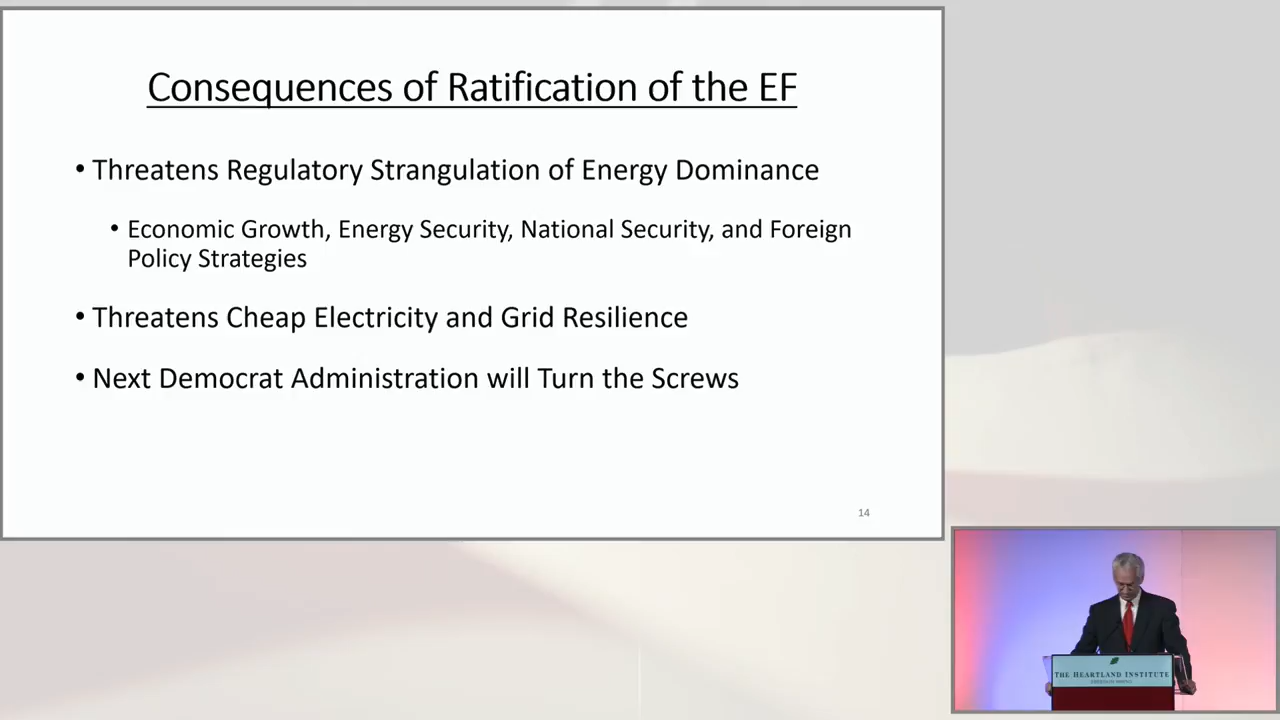 Consequences of Ratification of the EF
• Threatens Regulatory Strangulation of Energy Dominance
• Economic Growth, Energy Security, National Security, and Foreign
Policy Strategies
• Threatens Cheap Electricity and Grid Resilience
• Next Democrat Administration will Turn the Screws
14
THE HEARTLAND INSTITUTE